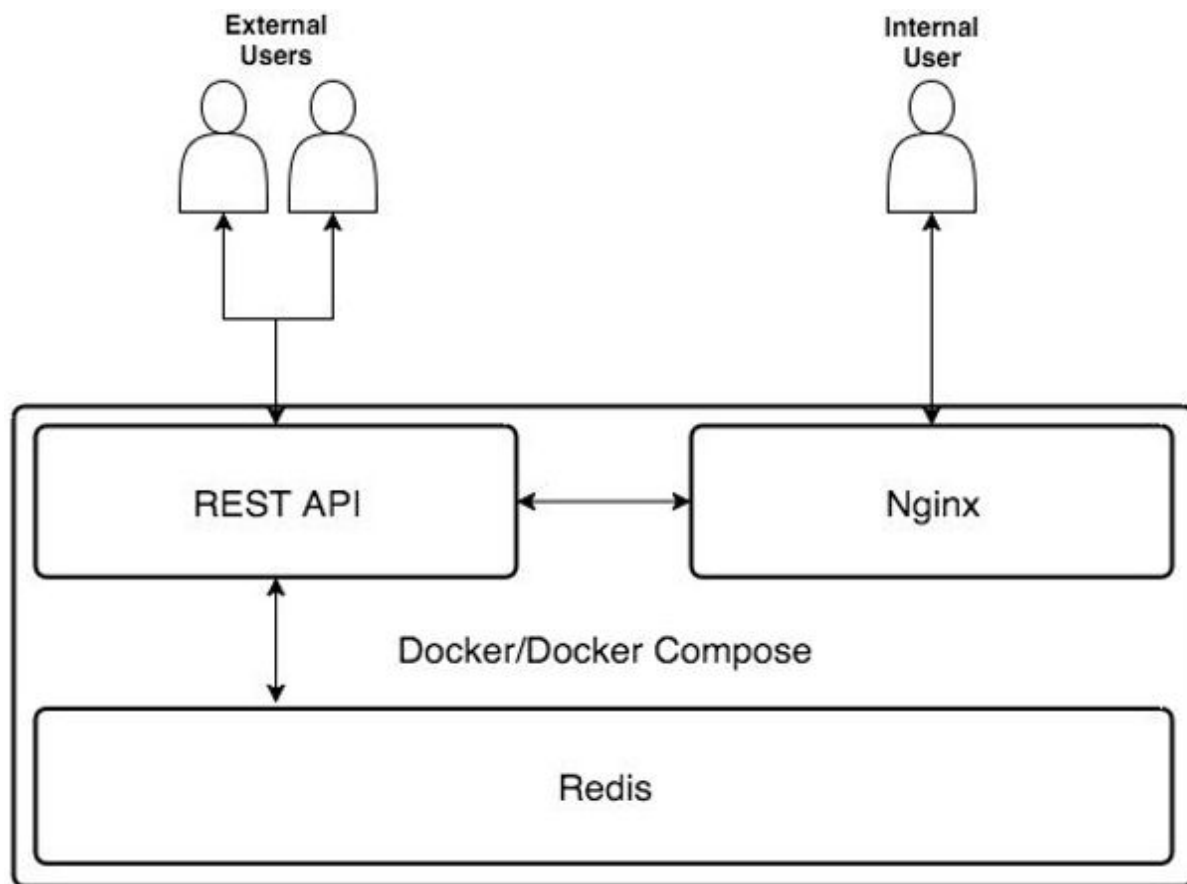 External
Users
Internal
User
REST API
Nginx
Docker/Docker Compose
Redis